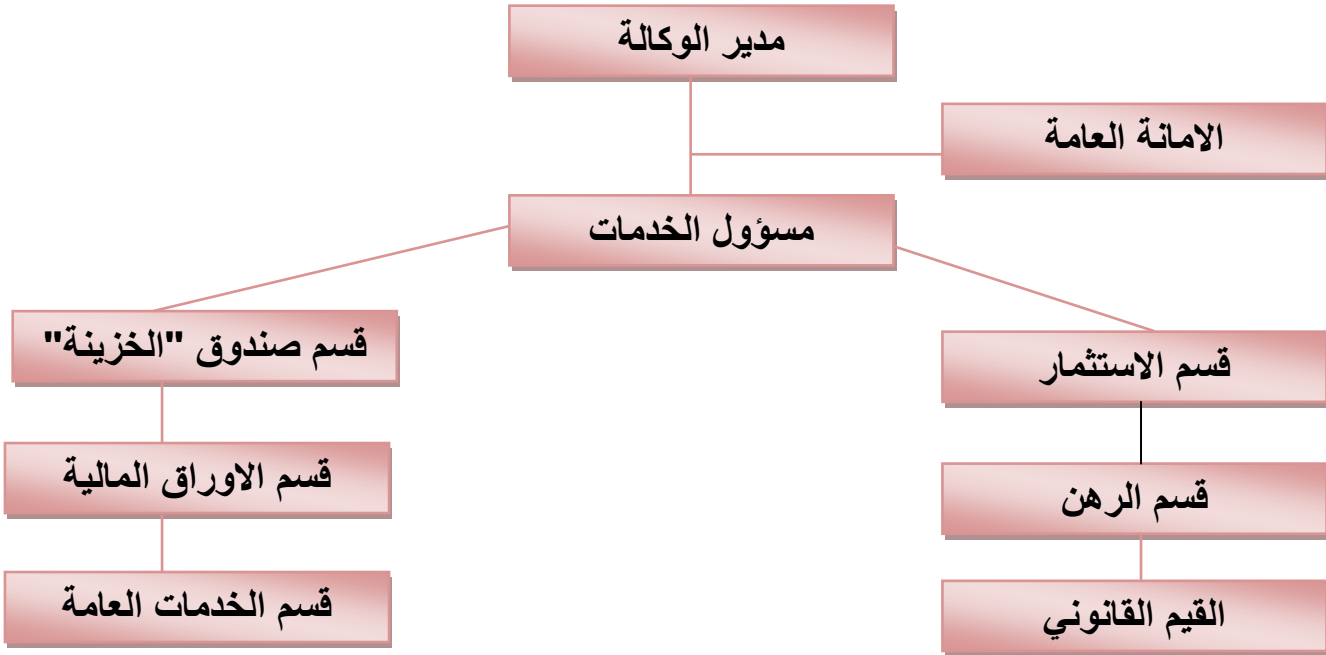 مدير الوكالة
الامانة العامة
مسؤول الخدمات
قسم صندوق "الخزينة"
قسم الاستثمار
قسم الاوراق المالية
قسم الرهن
قسم الخدمات العامة
القيم القانوني